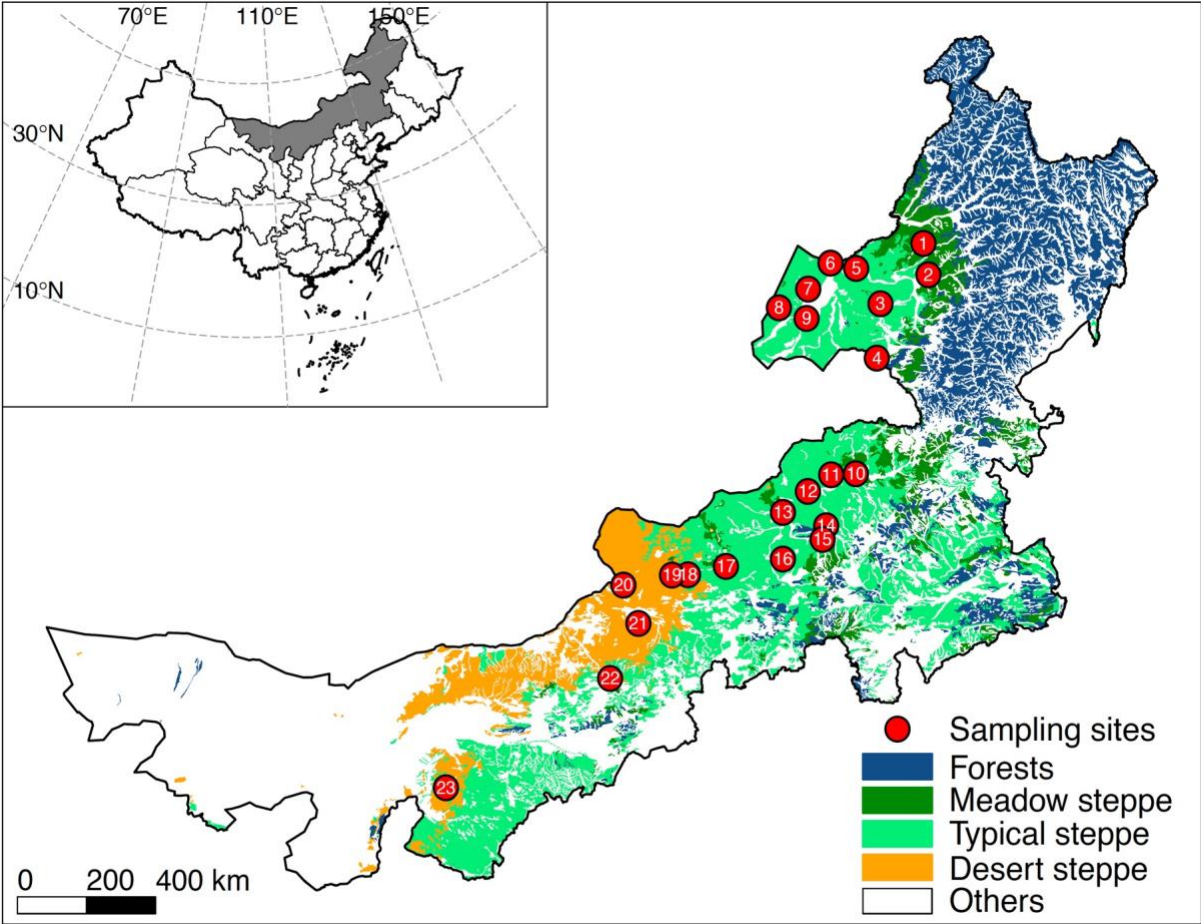 70°E 110°E 150°E
30°N
10°N
1
2
6 5
7
3
8
9
4
11 10
12
13
14
15
16
17
19 18
20
21
22
23
Sampling sites
Forests
Meadow steppe
Typical steppe
Desert steppe
Others
0 200 400 km